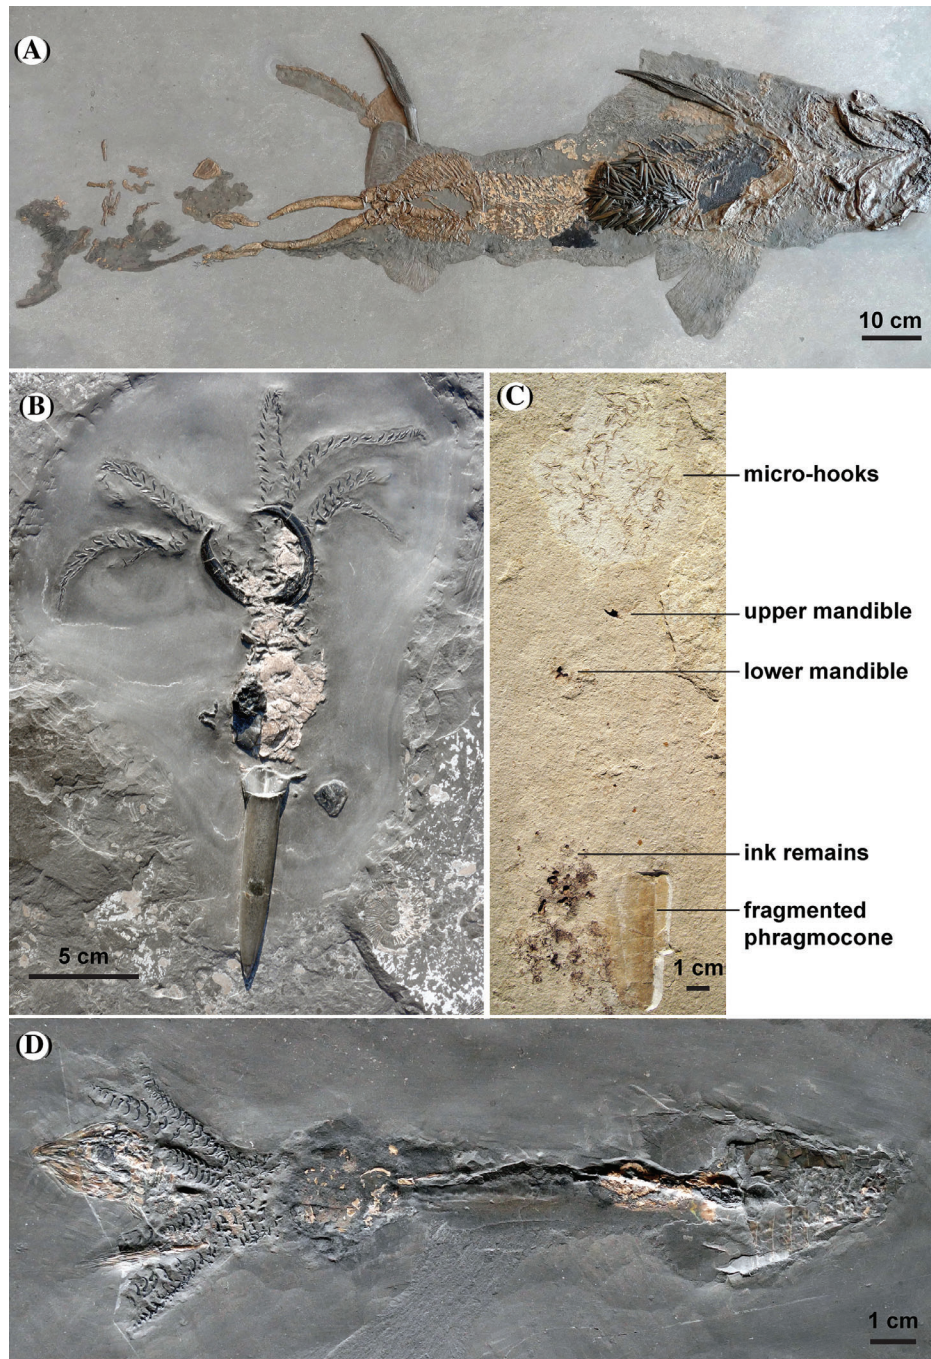 (A)
10 cm
(B)
5 cm
(C)
micro-hooks
upper mandible
lower mandible
ink remains
fragmented
phragmocone
1 cm
(D)
1 cm